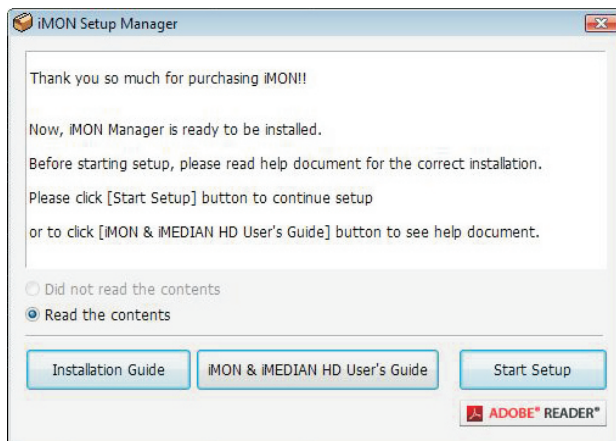 iMON Setup Manager
Thank you so much for purchasing iMON!!
Now, iMON Manager is ready to be installed.
Before starting setup, please read help document for the correct installation.
Please click [Start Setup] button to continue setup
or to click [iMON & iMEDIAN HD User's Guide] button to see help document.
Did not read the contents
Read the contents
Installation Guide iMON & iMEDIAN HD User's Guide Start Setup
ADOBE® READER®